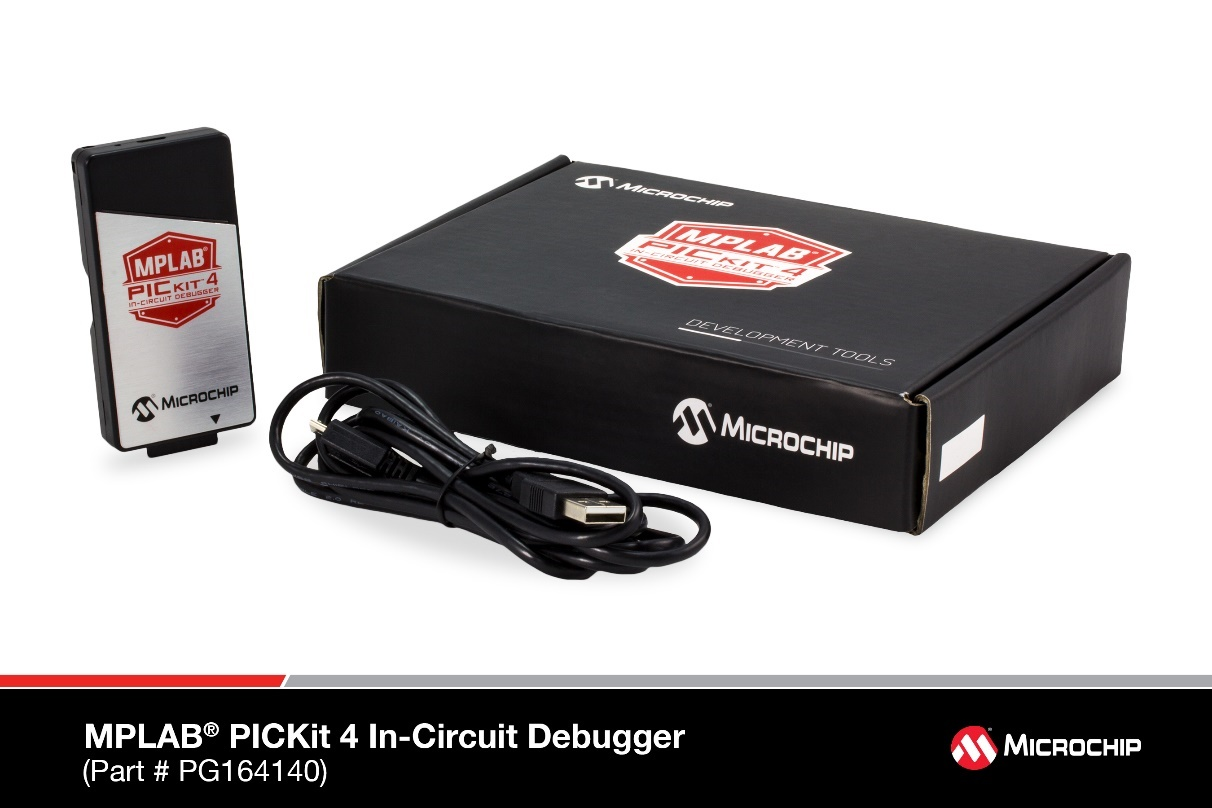 MPLAB®
PICkit™ 4
IN-CIRCUIT DEBUGGER
MICROCHIP
MICROCHIP
MPLAB®
PICkit 4
IN-CIRCUIT DEBUGGER
DEVELOPMENT TOOLS
MICROCHIP
MPLAB® PICKit 4 In-Circuit Debugger
(Part # PG164140)
MICROCHIP